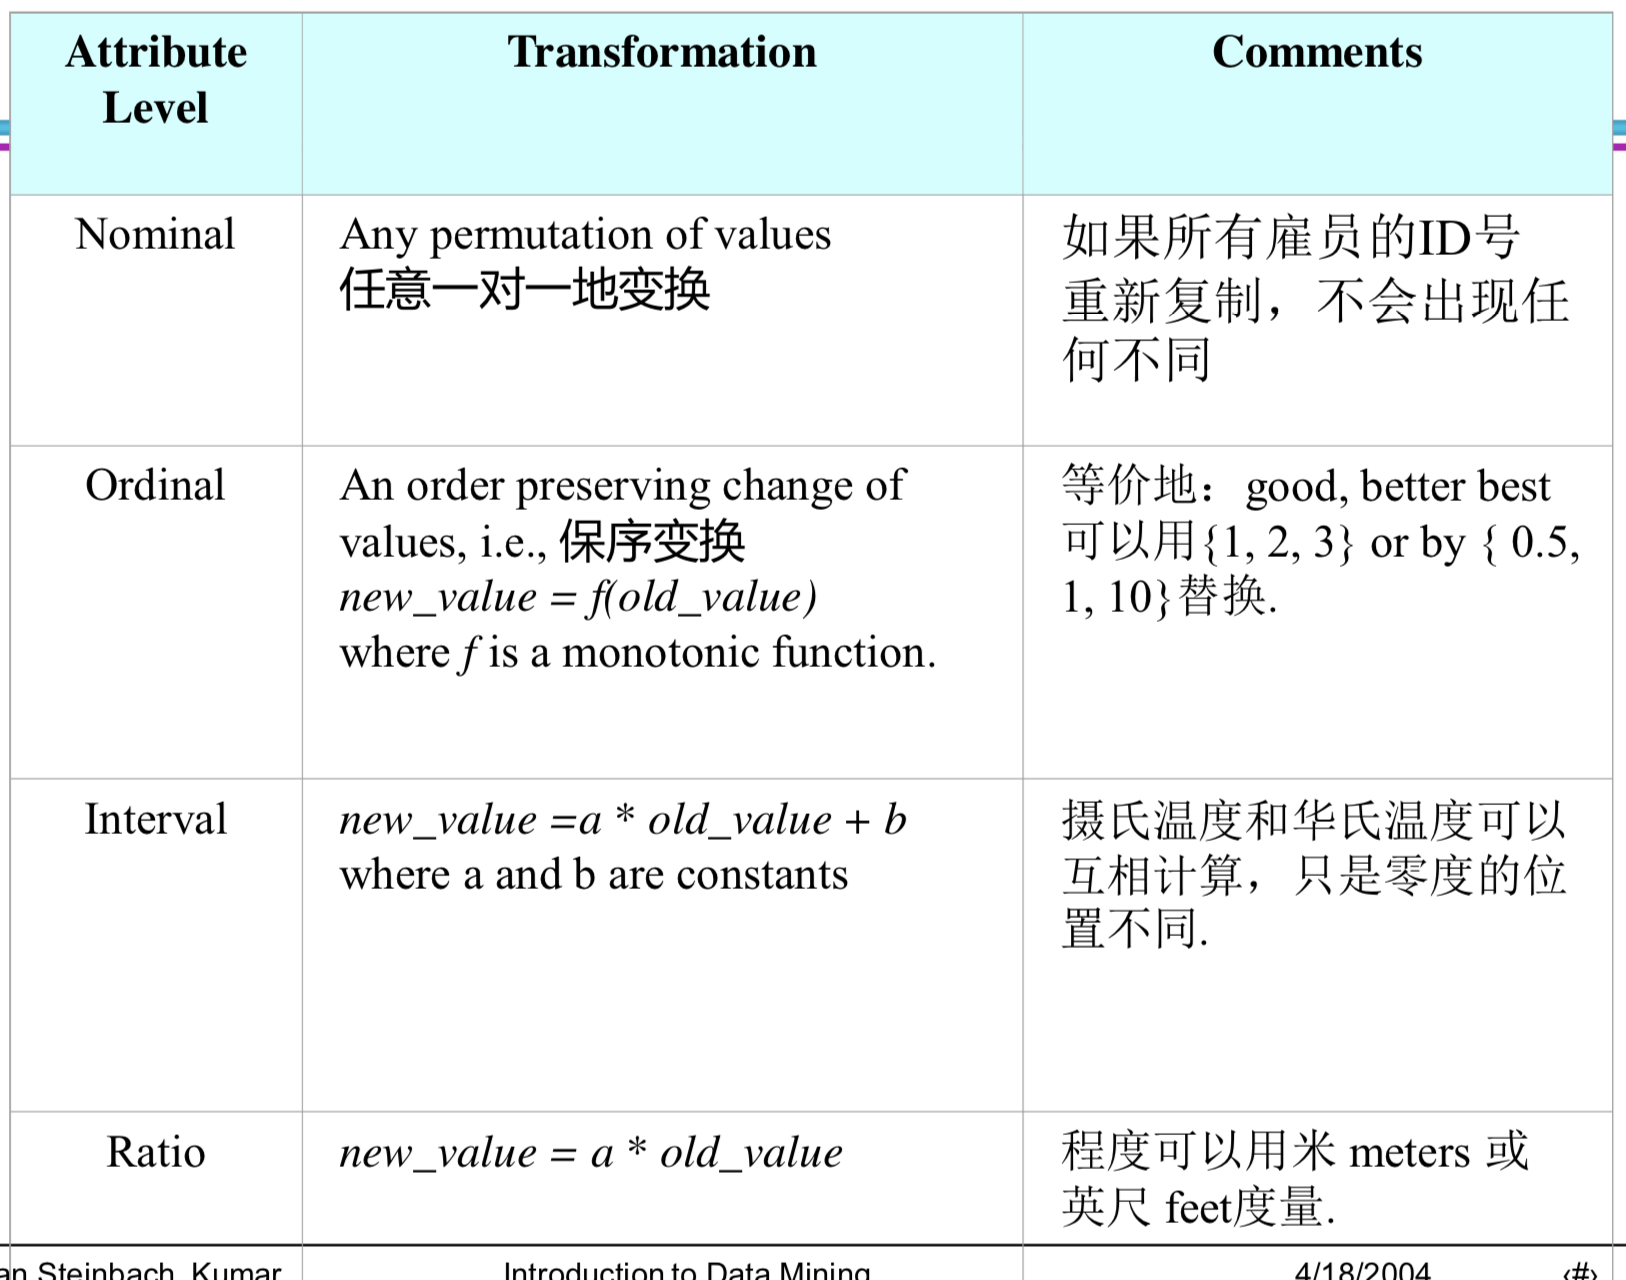 Attribute
Level
Transformation
Comments
Nominal
Any permutation of values
任意一对一地变换
如果所有雇员的ID号
重新复制，不会出现任
何不同
Ordinal
An order preserving change of
values, i.e., 保序变换
new_value = f(old_value)
where f is a monotonic function.
等价地：good, better best
可以用{1, 2, 3} or by { 0.5,
1, 10}替换.
Interval
new_value =a * old_value + b
where a and b are constants
摄氏温度和华氏温度可以
互相计算，只是零度的位
置不同.
Ratio
new_value = a * old_value
程度可以用米 meters 或
英尺 feet度量.
an Steinbach, Kumar
Introduction to Data Mining
4/18/2004
‹#›